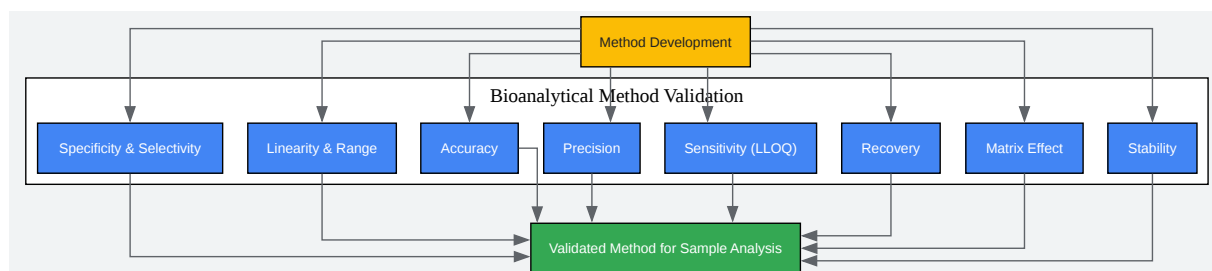 Method Development
Bioanalytical Method Validation
Specificity & Selectivity
Linearity & Range
Accuracy
Precision
Sensitivity (LLOQ)
Recovery
Matrix Effect
Stability
Validated Method for Sample Analysis